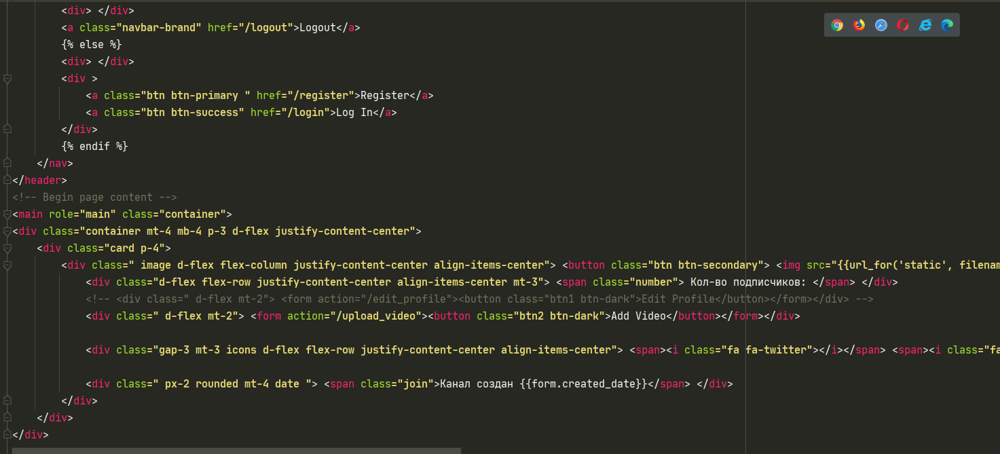 <div> </div>
<a class="navbar-brand" href="/logout">Logout</a>
{% else %}
<div> </div>
<div >
<a class="btn btn-primary " href="/register">Register</a>
<a class="btn btn-success" href="/login">Log In</a>
</div>
{% endif %}
</nav>
</header>
<!-- Begin page content -->
<main role="main" class="container">
<div class="container mt-4 mb-4 p-3 d-flex justify-content-center">
<div class="card p-4">
<div class=" image d-flex flex-column justify-content-center align-items-center"> <button class="btn btn-secondary"> <img src="{{url_for('static', filenam
<div class="d-flex flex-row justify-content-center align-items-center mt-3"> <span class="number"> Кол-во подписчиков: </span> </div>
<!-- <div class=" d-flex mt-2"> <form action="/edit_profile"><button class="btn1 btn-dark">Edit Profile</button></form></div> -->
<div class=" d-flex mt-2"> <form action="/upload_video"><button class="btn2 btn-dark">Add Video</button></form></div>
<div class="gap-3 mt-3 icons d-flex flex-row justify-content-center align-items-center"> <span><i class="fa fa-twitter"></i></span> <span><i class="fa
<div class=" px-2 rounded mt-4 date "> <span class="join">Канал создан {{form.created_date}}</span> </div>
</div>
</div>
</div>